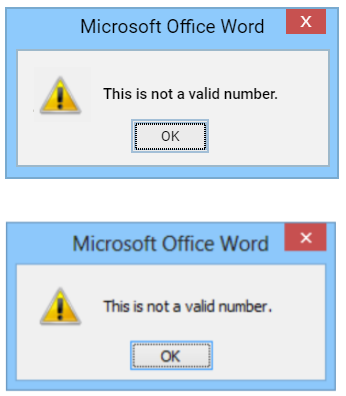 Microsoft Office Word X
This is not a valid number.
OK
Microsoft Office Word ×
This is not a valid number.
OK